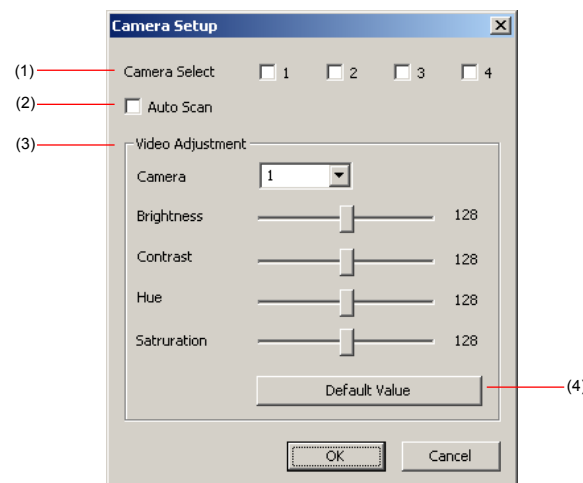 Camera Setup
(1) Camera Select 1 2 3 4
(2) Auto Scan
(3) Video Adjustment
Camera 1
Brightness 128
Contrast 128
Hue 128
Satruration 128
Default Value (4)
OK Cancel